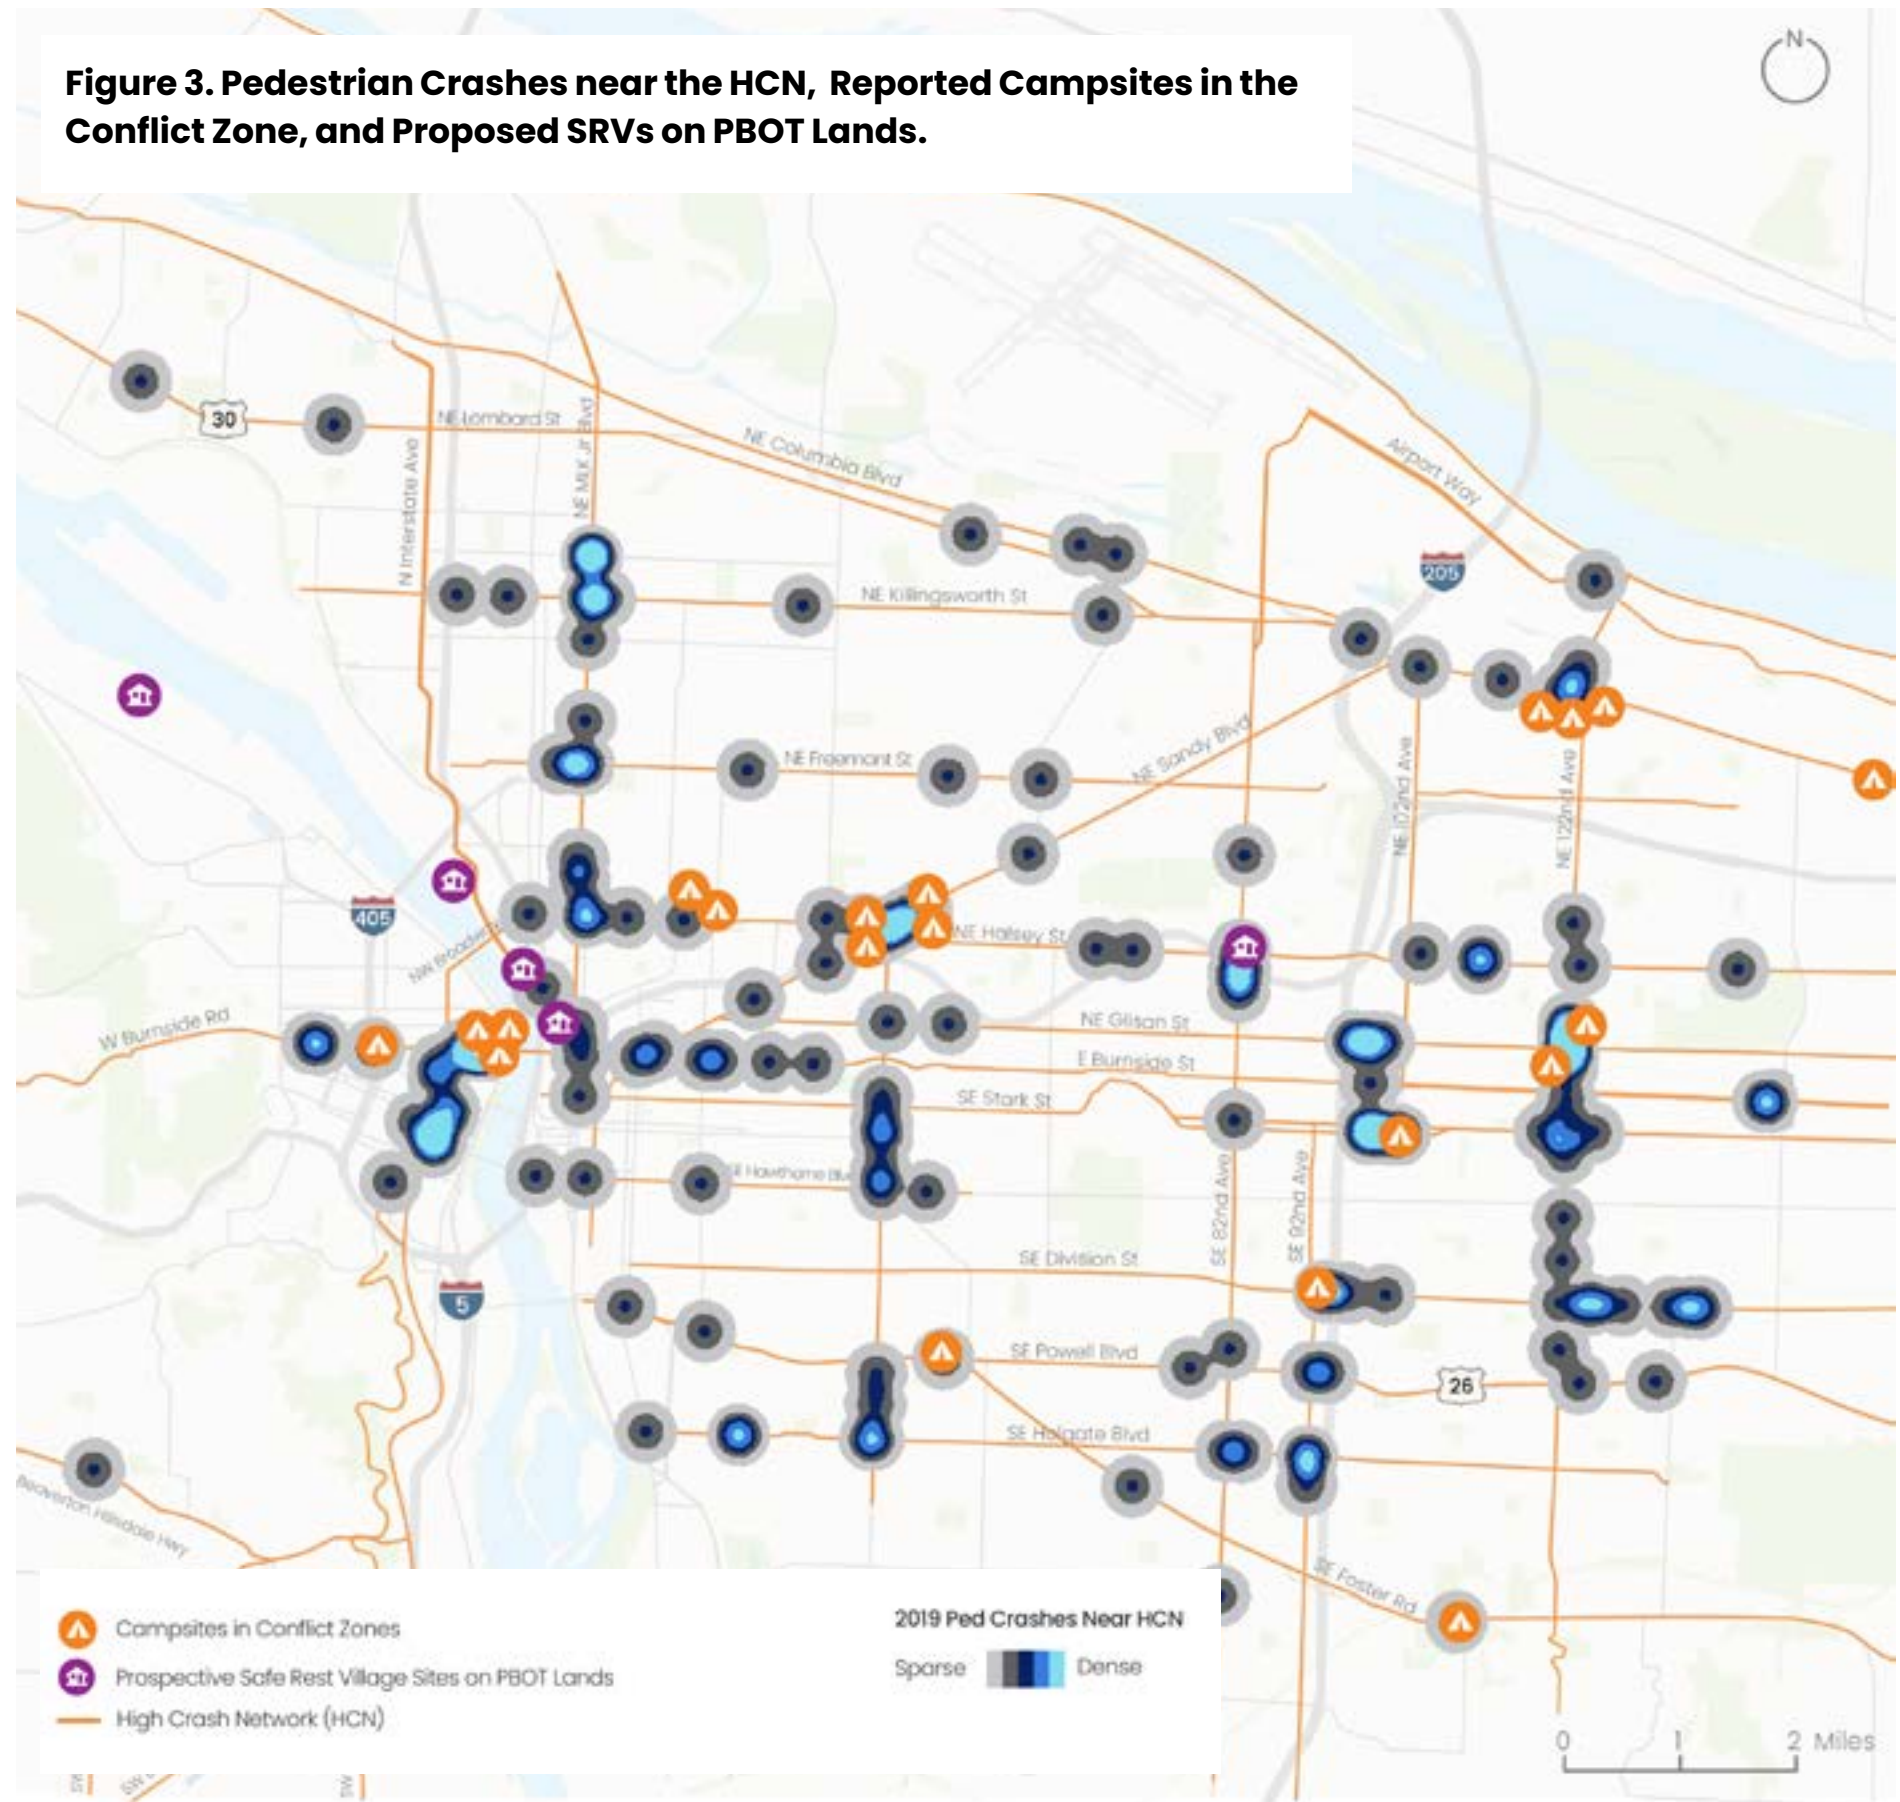 Figure 3. Pedestrian Crashes near the HCN, Reported Campsites in the
Conflict Zone, and Proposed SRVs on PBOT Lands.
N
30
NE Lombard St
NE MLK Jr Blvd
N Interstate Ave
NE Columbia Blvd
Airport Way
205
NE Killingsworth St
NE Sandy Blvd
NE Freemont St
NE 102nd Ave
NE 122nd Ave
405
NE Halsey St
W Burnside Rd
NE Glisan St
E Burnside St
SE Stark St
SE Hawthorne Blv
SE 82nd Ave
SE 92nd Ave
SE Division St
5
SE Powell Blvd
26
SE Holgate Blvd
Beaverton Hillsdale Hwy
SE Foster Rd
Campsites in Conflict Zones
Prospective Safe Rest Village Sites on PBOT Lands
High Crash Network (HCN)
2019 Ped Crashes Near HCN
Sparse
Dense
0 1 2 Miles
SW
SW
SW